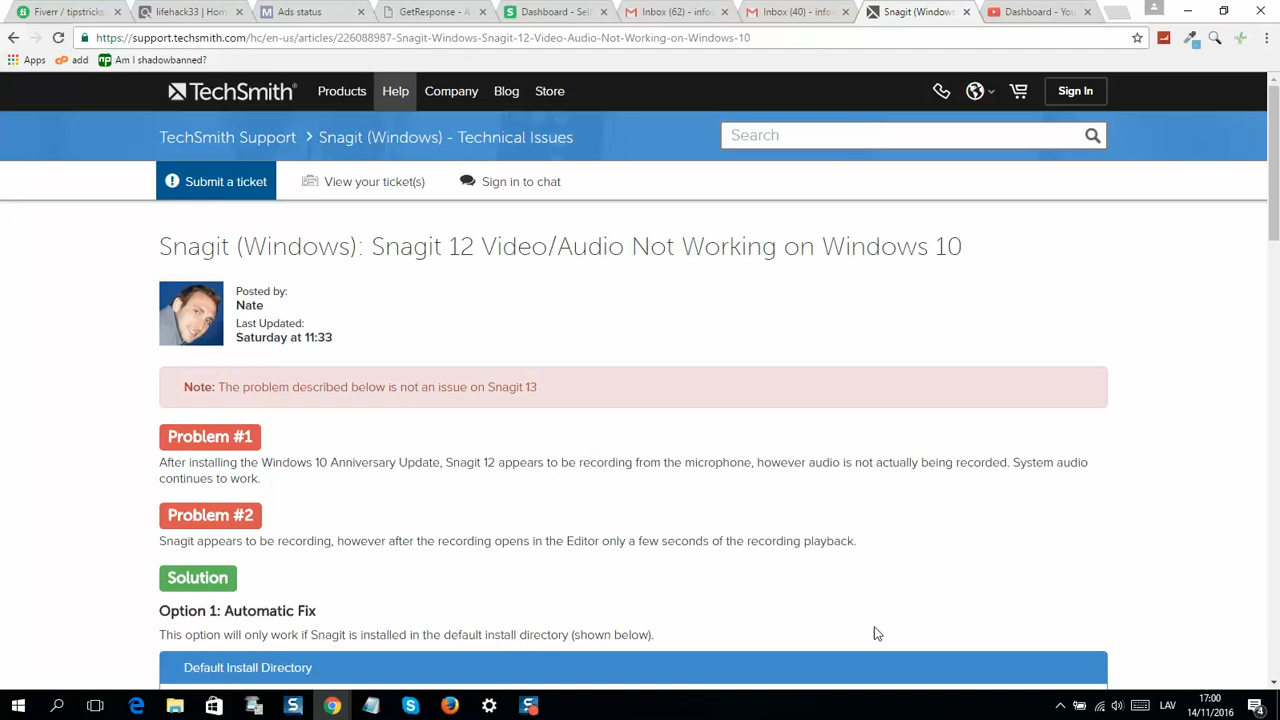 Fiverr / tipstricks
lifehack33 | Hom
Ads status
GetResponse - A
Dashboard - Sel
Inbox (62) - info
Inbox (40) - info
Snagit (Window
Dashboard - You
https://support.techsmith.com/hc/en-us/articles/226088987-Snagit-Windows-Snagit-12-Video-Audio-Not-Working-on-Windows-10
Apps
add
Am I shadowbanned?
TechSmith
Products
Help
Company
Blog
Store
Sign In
TechSmith Support > Snagit (Windows) - Technical Issues
Search
Submit a ticket
View your ticket(s)
Sign in to chat
Snagit (Windows): Snagit 12 Video/Audio Not Working on Windows 10
Posted by:
Nate
Last Updated:
Saturday at 11:33
Note: The problem described below is not an issue on Snagit 13
Problem #1
After installing the Windows 10 Anniversary Update, Snagit 12 appears to be recording from the microphone, however audio is not actually being recorded. System audio
continues to work.
Problem #2
Snagit appears to be recording, however after the recording opens in the Editor only a few seconds of the recording playback.
Solution
Option 1: Automatic Fix
This option will only work if Snagit is installed in the default install directory (shown below).
Default Install Directory
LAV
17:00
14/11/2016
4